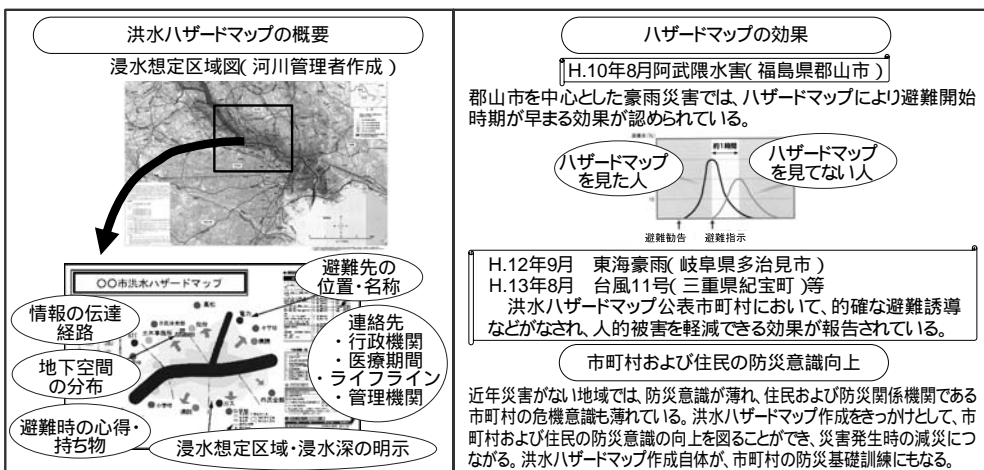 洪水ハザードマップの概要
浸水想定区域図(河川管理者作成)
〇〇市洪水ハザードマップ
避難先の
位置・名称
情報の伝達
経路
連絡先
・行政機関
・医療期間
・ライフライン
・管理機関
地下空間
の分布
避難時の心得・
持ち物
浸水想定区域・浸水深の明示
ハザードマップの効果
H.10年8月阿武隈水害(福島県郡山市)
郡山市を中心とした豪雨災害では、ハザードマップにより避難開始
時期が早まる効果が認められている。
約1時間
ハザードマップ
を見た人
ハザードマップ
を見てない人
避難勧告 避難指示
H.12年9月 東海豪雨(岐阜県多治見市)
H.13年8月 台風11号(三重県紀宝町)等
洪水ハザードマップ公表市町村において、的確な避難誘導
などがなされ、人的被害を軽減できる効果が報告されている。
市町村および住民の防災意識向上
近年災害がない地域では、防災意識が薄れ、住民および防災関係機関である
市町村の危機意識も薄れている。洪水ハザードマップ作成をきっかけとして、市
町村および住民の防災意識の向上を図ることができ、災害発生時の減災につ
ながる。洪水ハザードマップ作成自体が、市町村の防災基礎訓練にもなる。